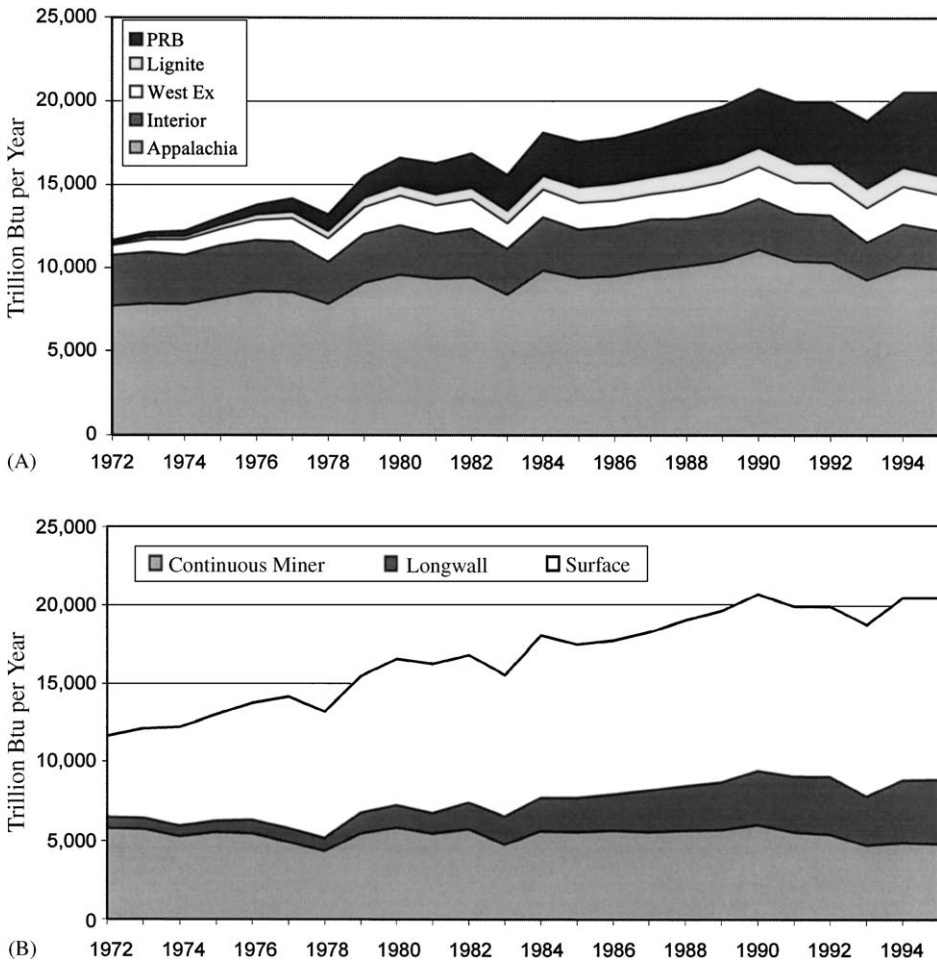 25,000
20,000
15,000
10,000
5,000
0
Trillion Btu per Year
PRB
Lignite
West Ex
Interior
Appalachia
(A)
1972 1974 1976 1978 1980 1982 1984 1986 1988 1990 1992 1994
25,000
20,000
15,000
10,000
5,000
0
Trillion Btu per Year
Continuous Miner Longwall Surface
(B)
1972 1974 1976 1978 1980 1982 1984 1986 1988 1990 1992 1994